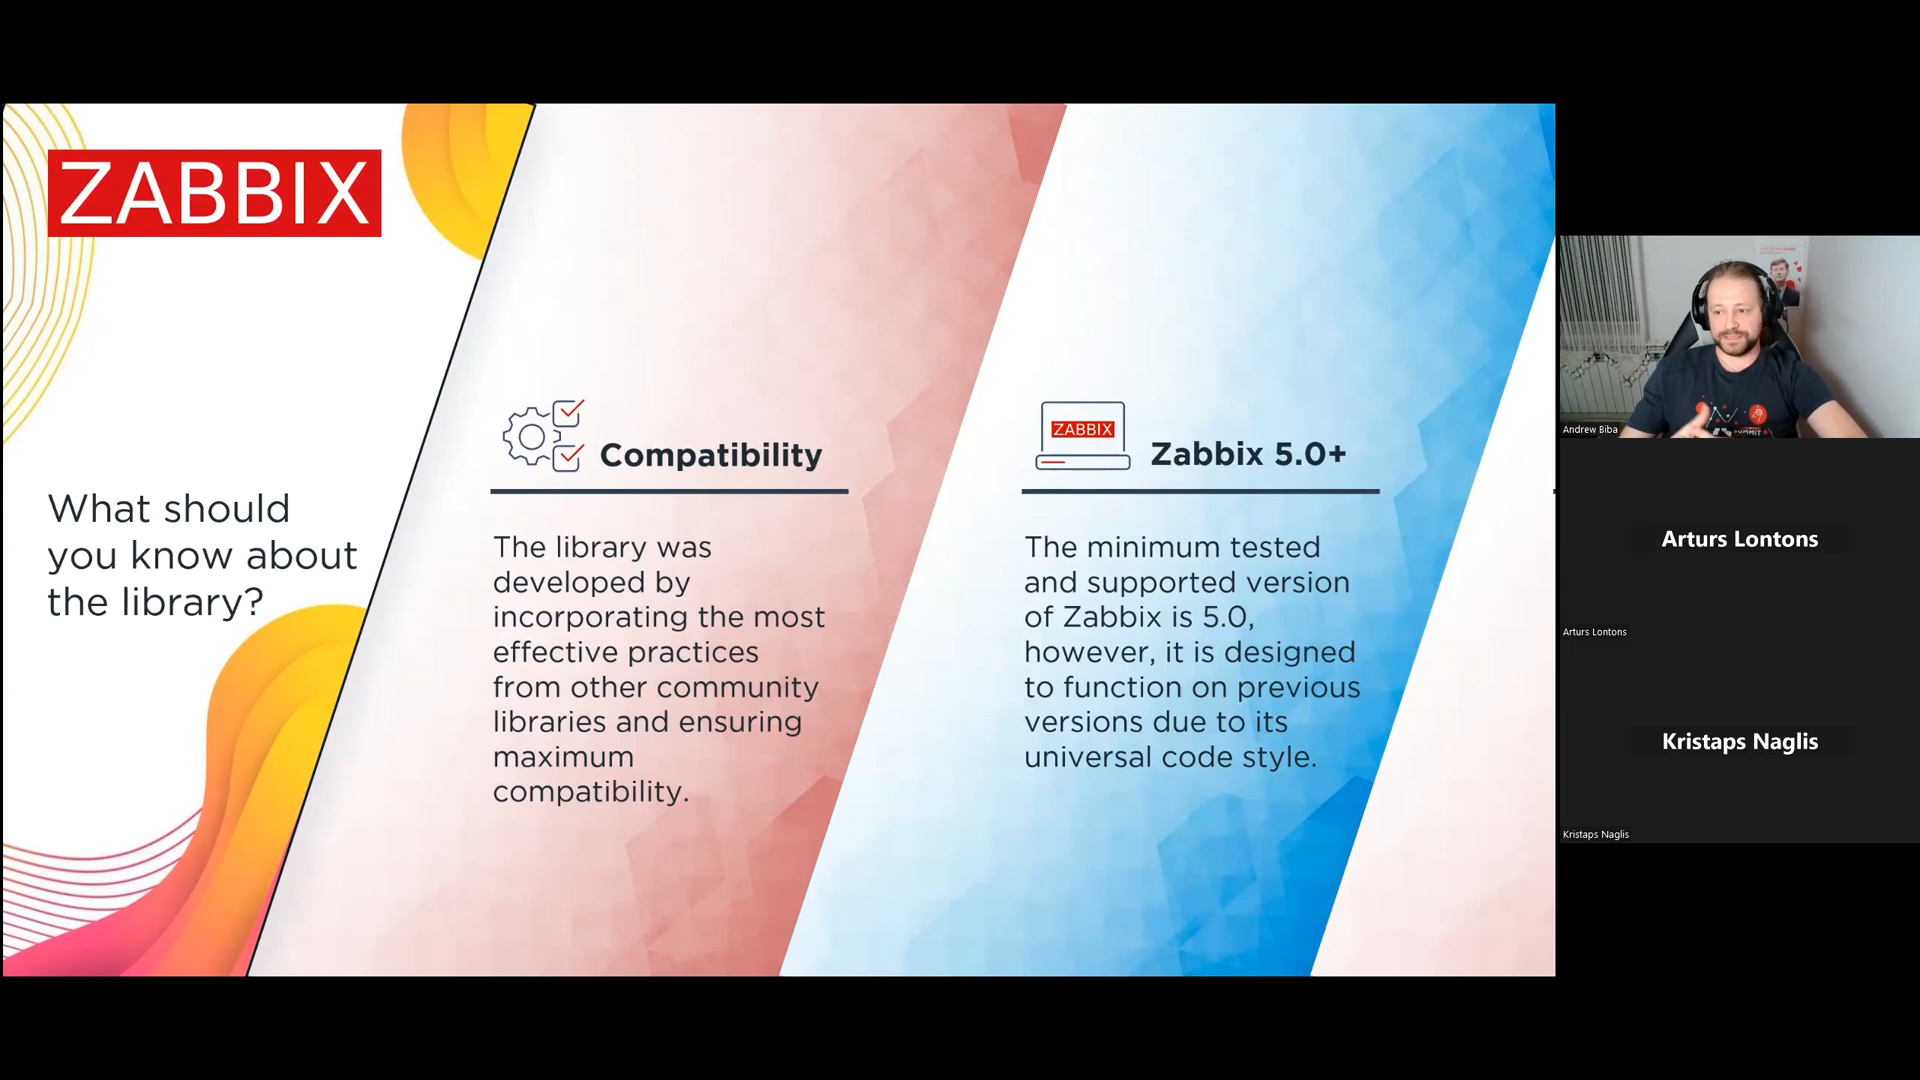 ZABBIX
What should
you know about
the library?
Compatibility
The library was
developed by
incorporating the most
effective practices
from other community
libraries and ensuring
maximum
compatibility.
ZABBIX
Zabbix 5.0+
The minimum tested
and supported version
of Zabbix is 5.0,
however, it is designed
to function on previous
versions due to its
universal code style.
Andrew Biba
Arturs Lontons
Arturs Lontons
Kristaps Naglis
Kristaps Naglis